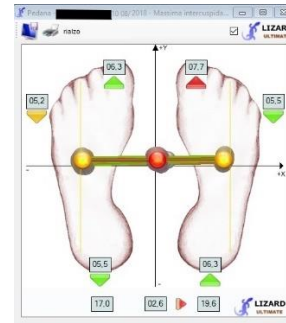 Pedana 10/08/2018 - Massima intercuspida...
rialzo
LIZARD
ULTIMATE
+Y
06,3
07,7
05,2
05,5
-
+X
05,5
06,3
-
17,0
02,6
19,6
LIZARD
ULTIMATE